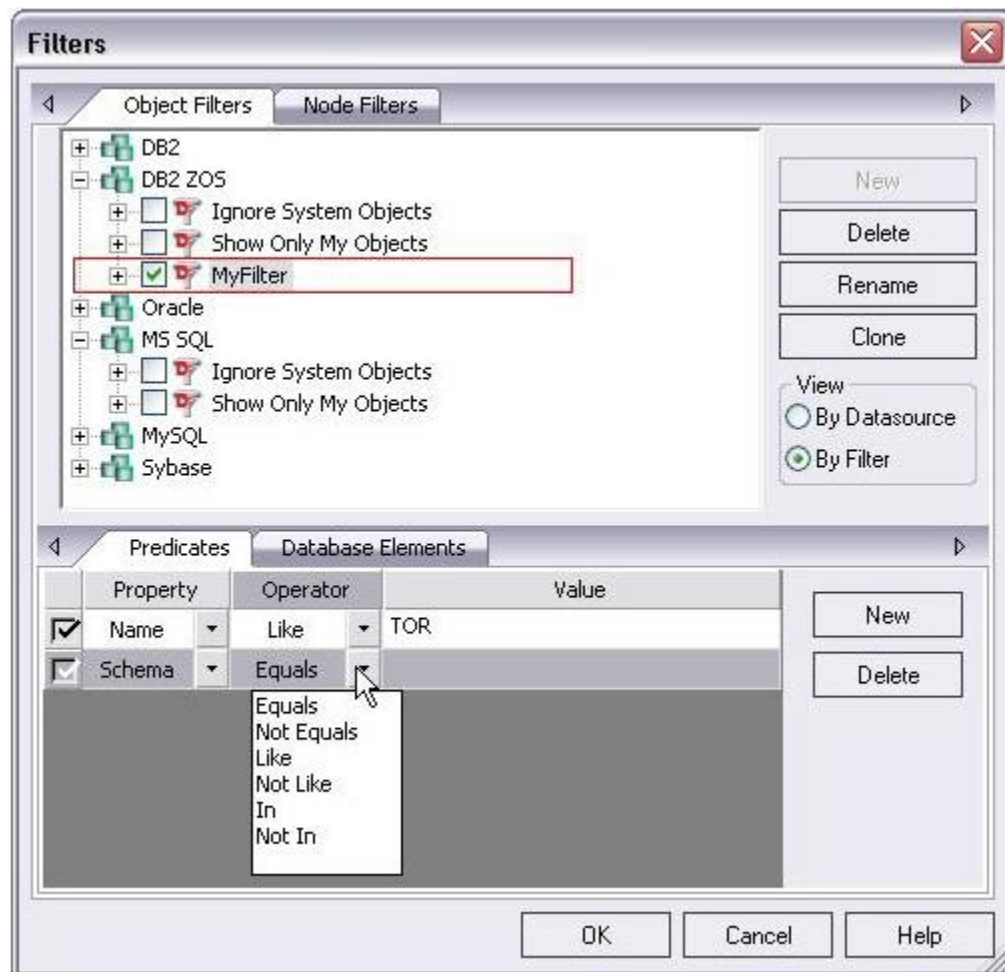 Filters
Object Filters Node Filters
DB2
DB2 ZOS
Ignore System Objects
Show Only My Objects
MyFilter
Oracle
MS SQL
Ignore System Objects
Show Only My Objects
MySQL
Sybase
New
Delete
Rename
Clone
View
By Datasource
By Filter
Predicates Database Elements
Property Operator Value
Name Like TOR
Schema Equals
Equals
Not Equals
Like
Not Like
In
Not In
New
Delete
OK Cancel Help